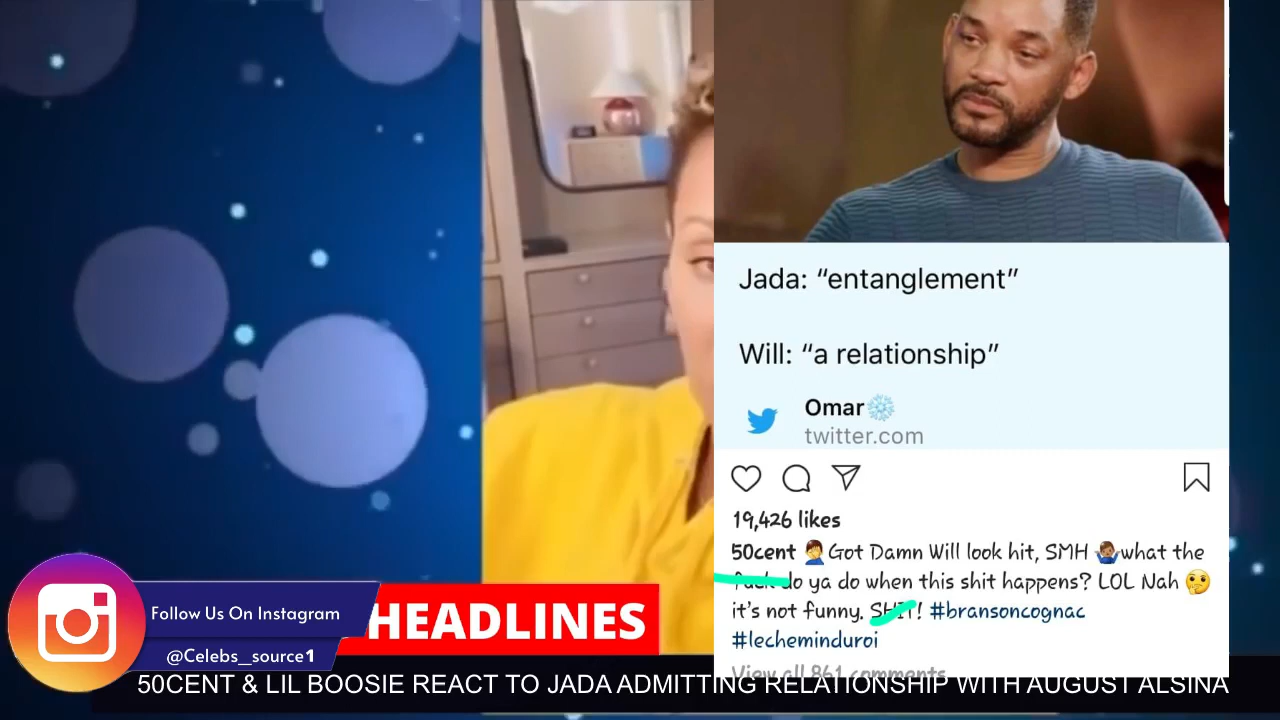 Jada: “entanglement”
Will: “a relationship”
Omar
twitter.com
19,426 likes
50cent 🤦Got Damn Will look hit, SMH 🤷what the
fuck do ya do when this shit happens? LOL Nah 🤔
it's not funny. SHIT! #bransoncognac
#lecheminduroi
View all 861 comments
Follow Us On Instagram
@Celebs_source1
HEADLINES
50CENT & LIL BOOSIE REACT TO JADA ADMITTING RELATIONSHIP WITH AUGUST ALSINA